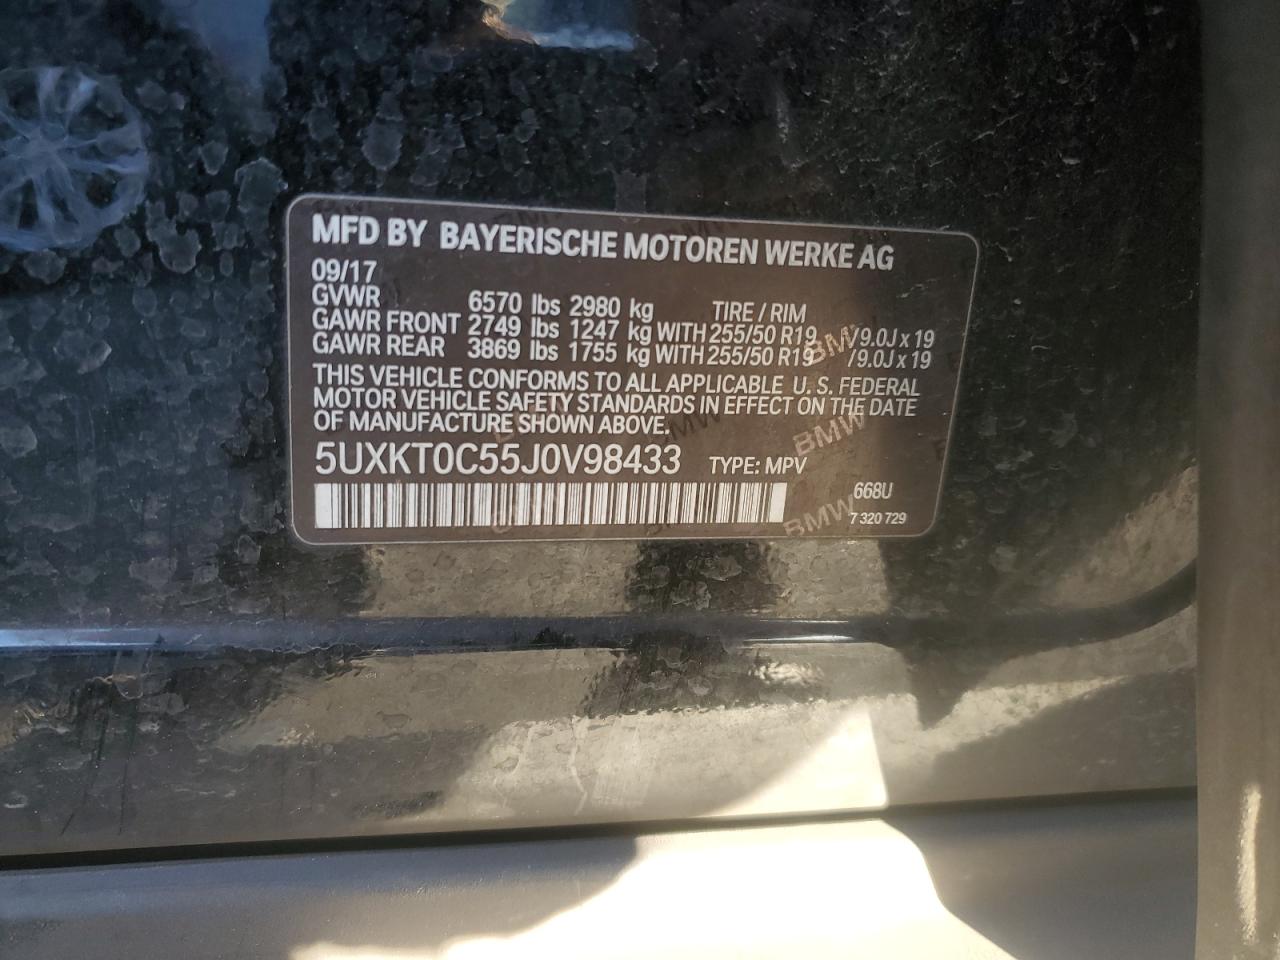 MFD BY BAYERISCHE MOTOREN WERKE AG
09/17
GVWR 6570 lbs 2980 kg TIRE / RIM
GAWR FRONT 2749 lbs 1247 kg WITH 255/50 R19 /9.0J x 19
GAWR REAR 3869 lbs 1755 kg WITH 255/50 R19 /9.0J x 19
THIS VEHICLE CONFORMS TO ALL APPLICABLE U.S. FEDERAL
MOTOR VEHICLE SAFETY STANDARDS IN EFFECT ON THE DATE
OF MANUFACTURE SHOWN ABOVE.
5UXKT0C55J0V98433 TYPE: MPV
668U
7 320 729
BMW
BMW
BMW